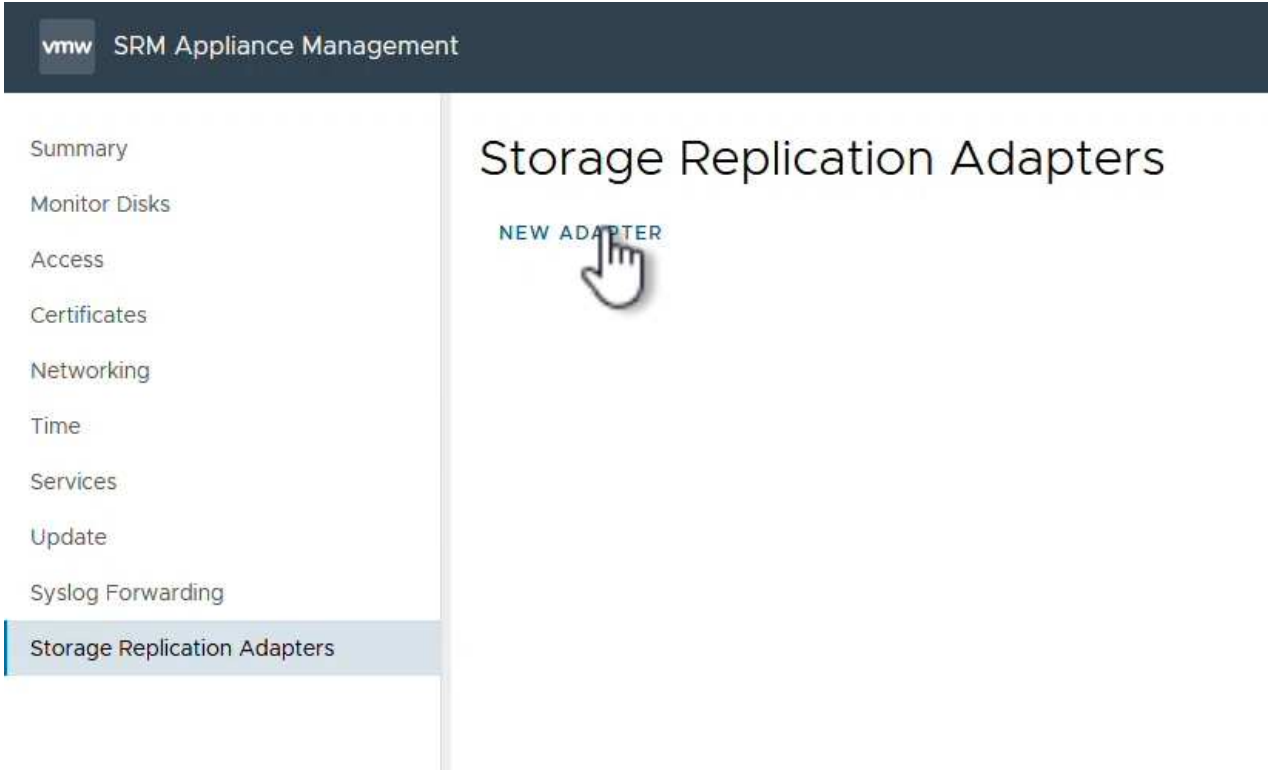 vmw SRM Appliance Management
Summary
Monitor Disks
Access
Certificates
Networking
Time
Services
Update
Syslog Forwarding
Storage Replication Adapters
Storage Replication Adapters
NEW ADAPTER